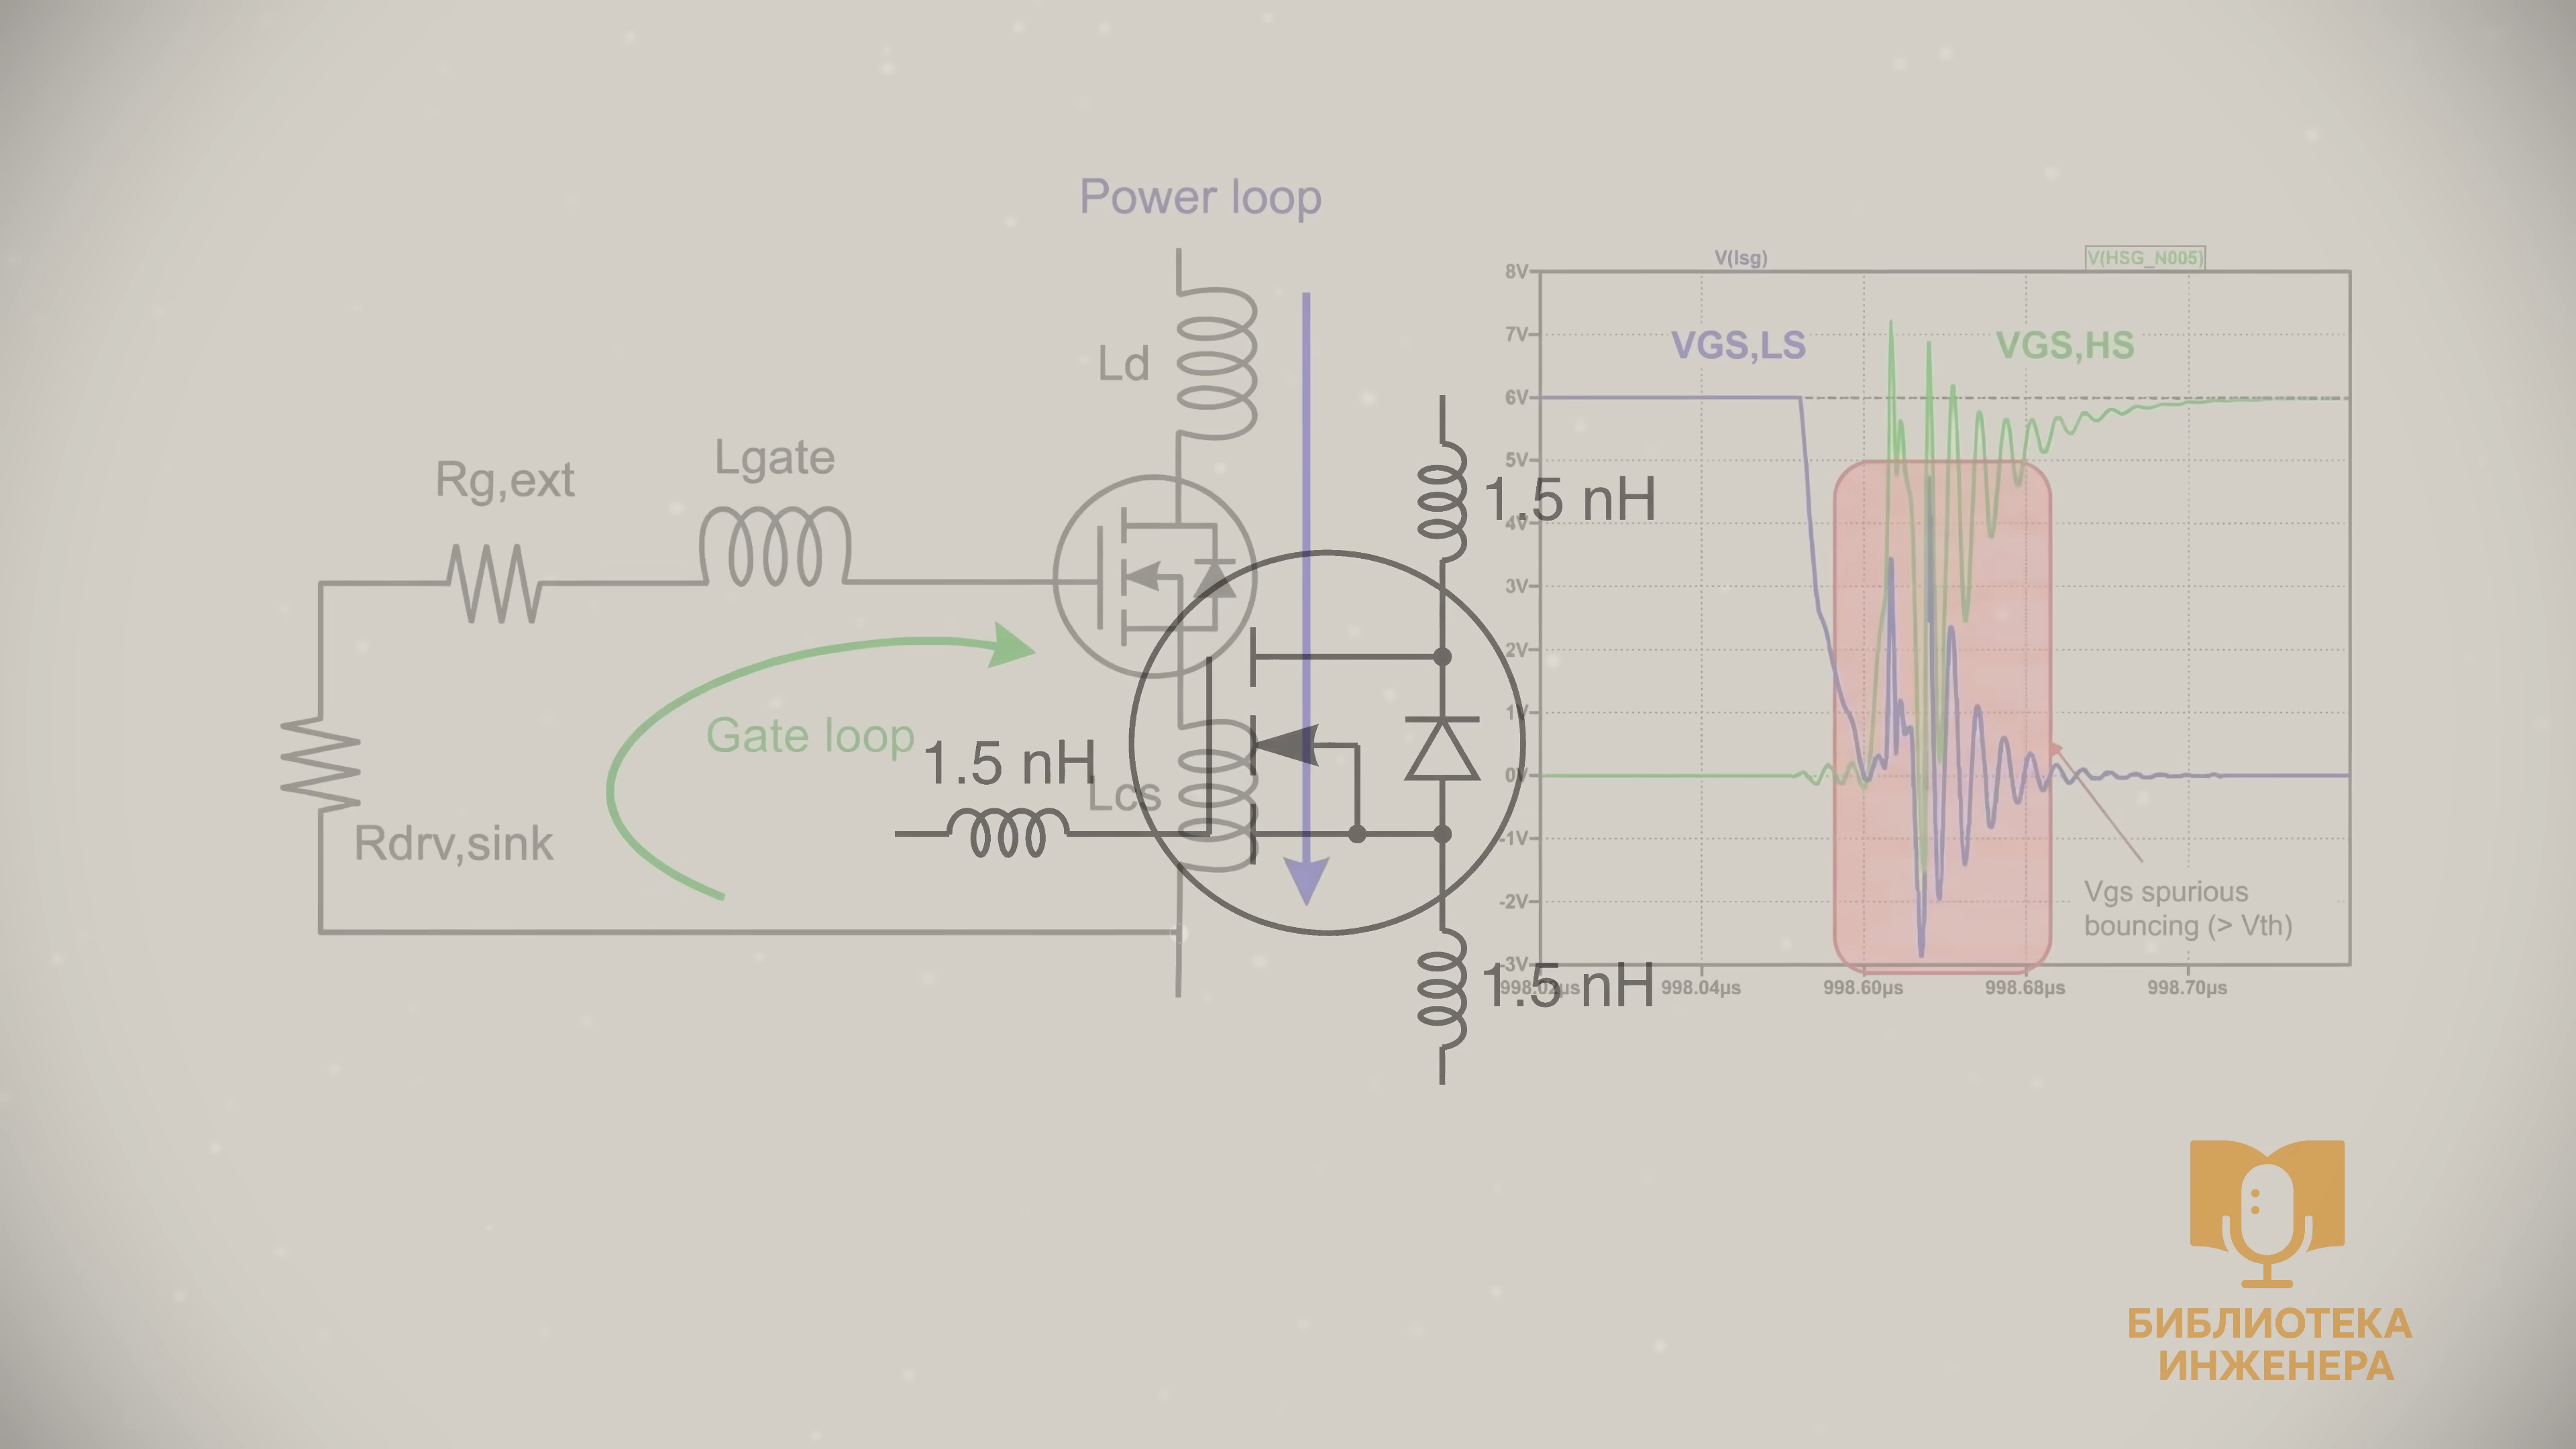 Power loop
Ld
Rg,ext
Lgate
Gate loop
Lcs
Rdrv,sink
1.5 nH
1.5 nH
1.5 nH
V(lsg)
V(HSG_N005)
VGS,LS
VGS,HS
8V
7V
6V
5V
4V
3V
2V
1V
0V
-1V
-2V
-3V
998.02µs
998.04µs
998.60µs
998.68µs
998.70µs
Vgs spurious
bouncing (> Vth)
БИБЛИОТЕКА
ИНЖЕНЕРА